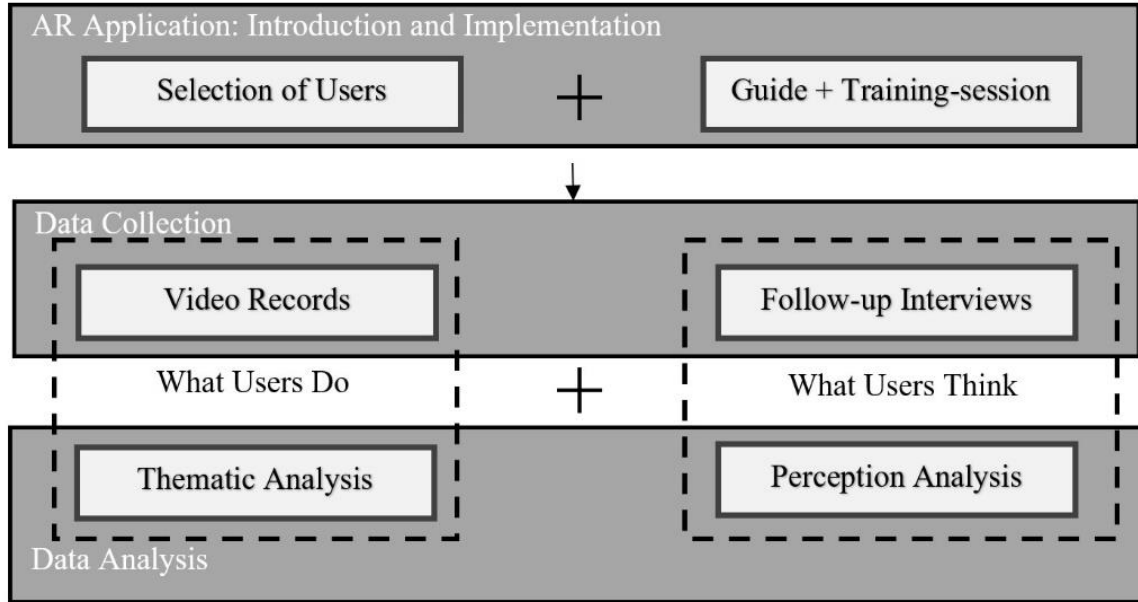 AR Application: Introduction and Implementation
Selection of Users
+
Guide + Training-session
Data Collection
Video Records
Follow-up Interviews
What Users Do
+
What Users Think
Thematic Analysis
Perception Analysis
Data Analysis